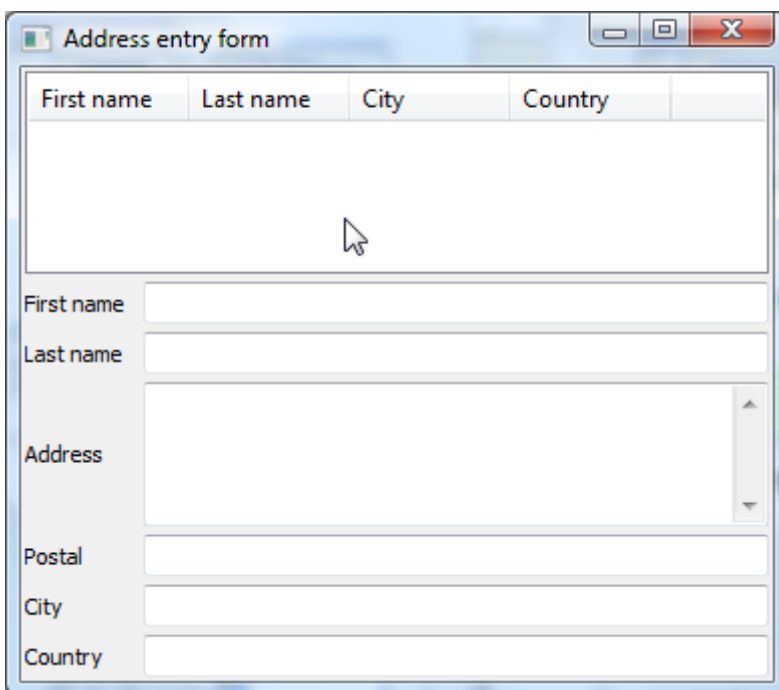 Address entry form
First name Last name City Country
First name
Last name
Address
Postal
City
Country